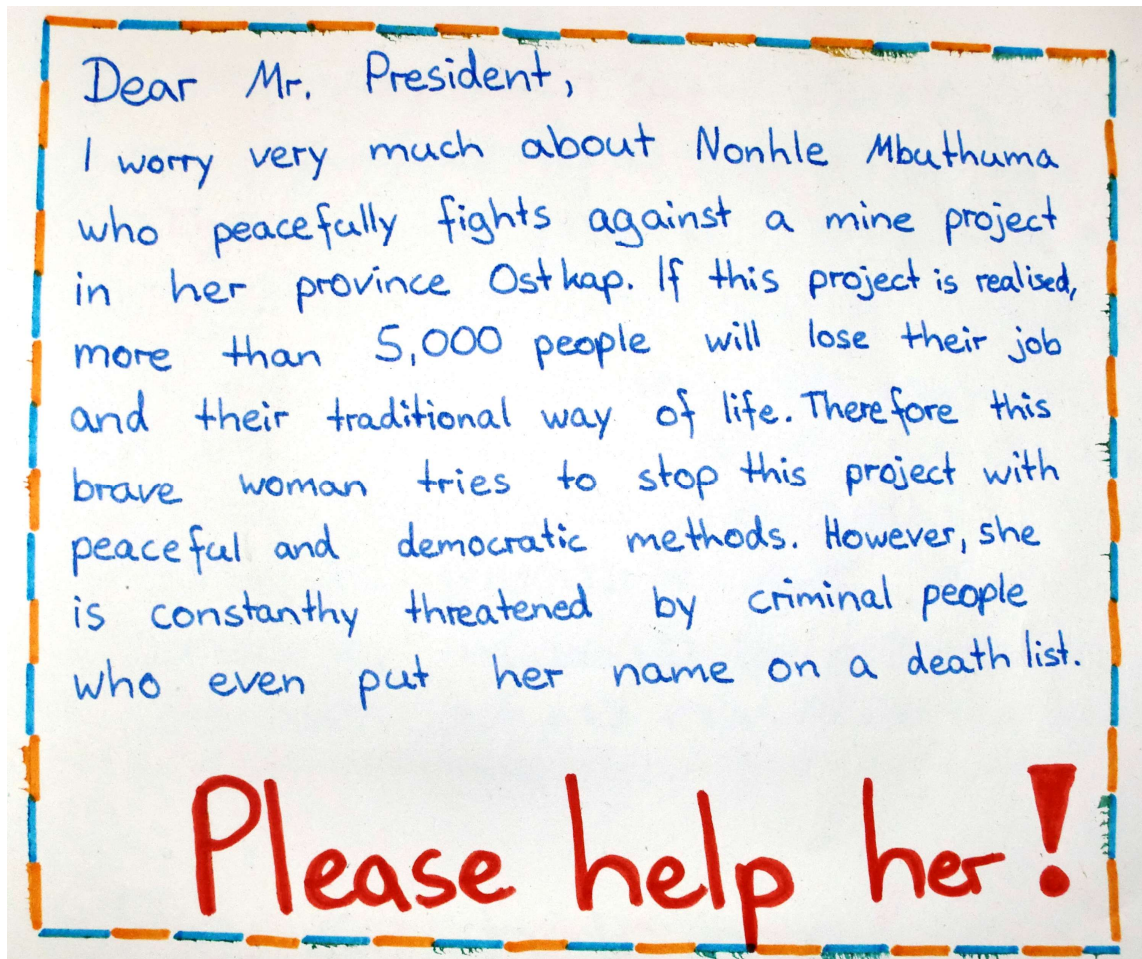 Dear Mr. President,
I worry very much about Nonhle Mbuthuma
who peacefully fights against a mine project
in her province Ostkap. If this project is realised,
more than 5,000 people will lose their job
and their traditional way of life. Therefore this
brave woman tries to stop this project with
peaceful and democratic methods. However, she
is constanthy threatened by criminal people
who even put her name on a death list.
Please help her!